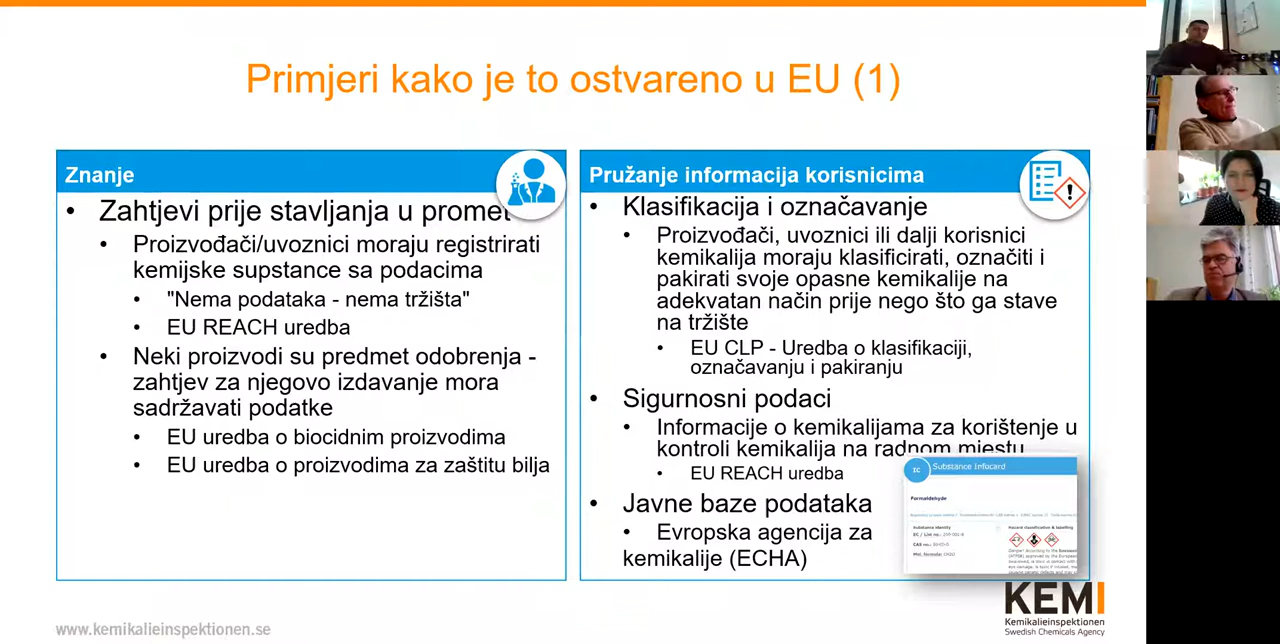 Primjeri kako je to ostvareno u EU (1)
Znanje
• Zahtjevi prije stavljanja u promet
• Proizvođači/uvoznici moraju registrirati
kemijske supstance sa podacima
• "Nema podataka - nema tržišta"
• EU REACH uredba
• Neki proizvodi su predmet odobrenja -
zahtjev za njegovo izdavanje mora
sadržavati podatke
• EU uredba o biocidnim proizvodima
• EU uredba o proizvodima za zaštitu bilja
Pružanje informacija korisnicima
• Klasifikacija i označavanje
• Proizvođači, uvoznici ili dalji korisnici
kemikalija moraju klasificirati, označiti i
pakirati svoje opasne kemikalije na
adekvatan način prije nego što ga stave
na tržište
• EU CLP - Uredba o klasifikaciji,
označavanju i pakiranju
• Sigurnosni podaci
• Informacije o kemikalijama za korištenje u
kontroli kemikalija na radnom mjestu
• EU REACH uredba
• Javne baze podataka
• Evropska agencija za
kemikalije (ECHA)
Substance Infocard
Formaldehyde
Substance identity
Hazard classification & labelling
KEMI
Kemikalieinspektionen
Swedish Chemicals Agency
www.kemikalieinspektionen.se